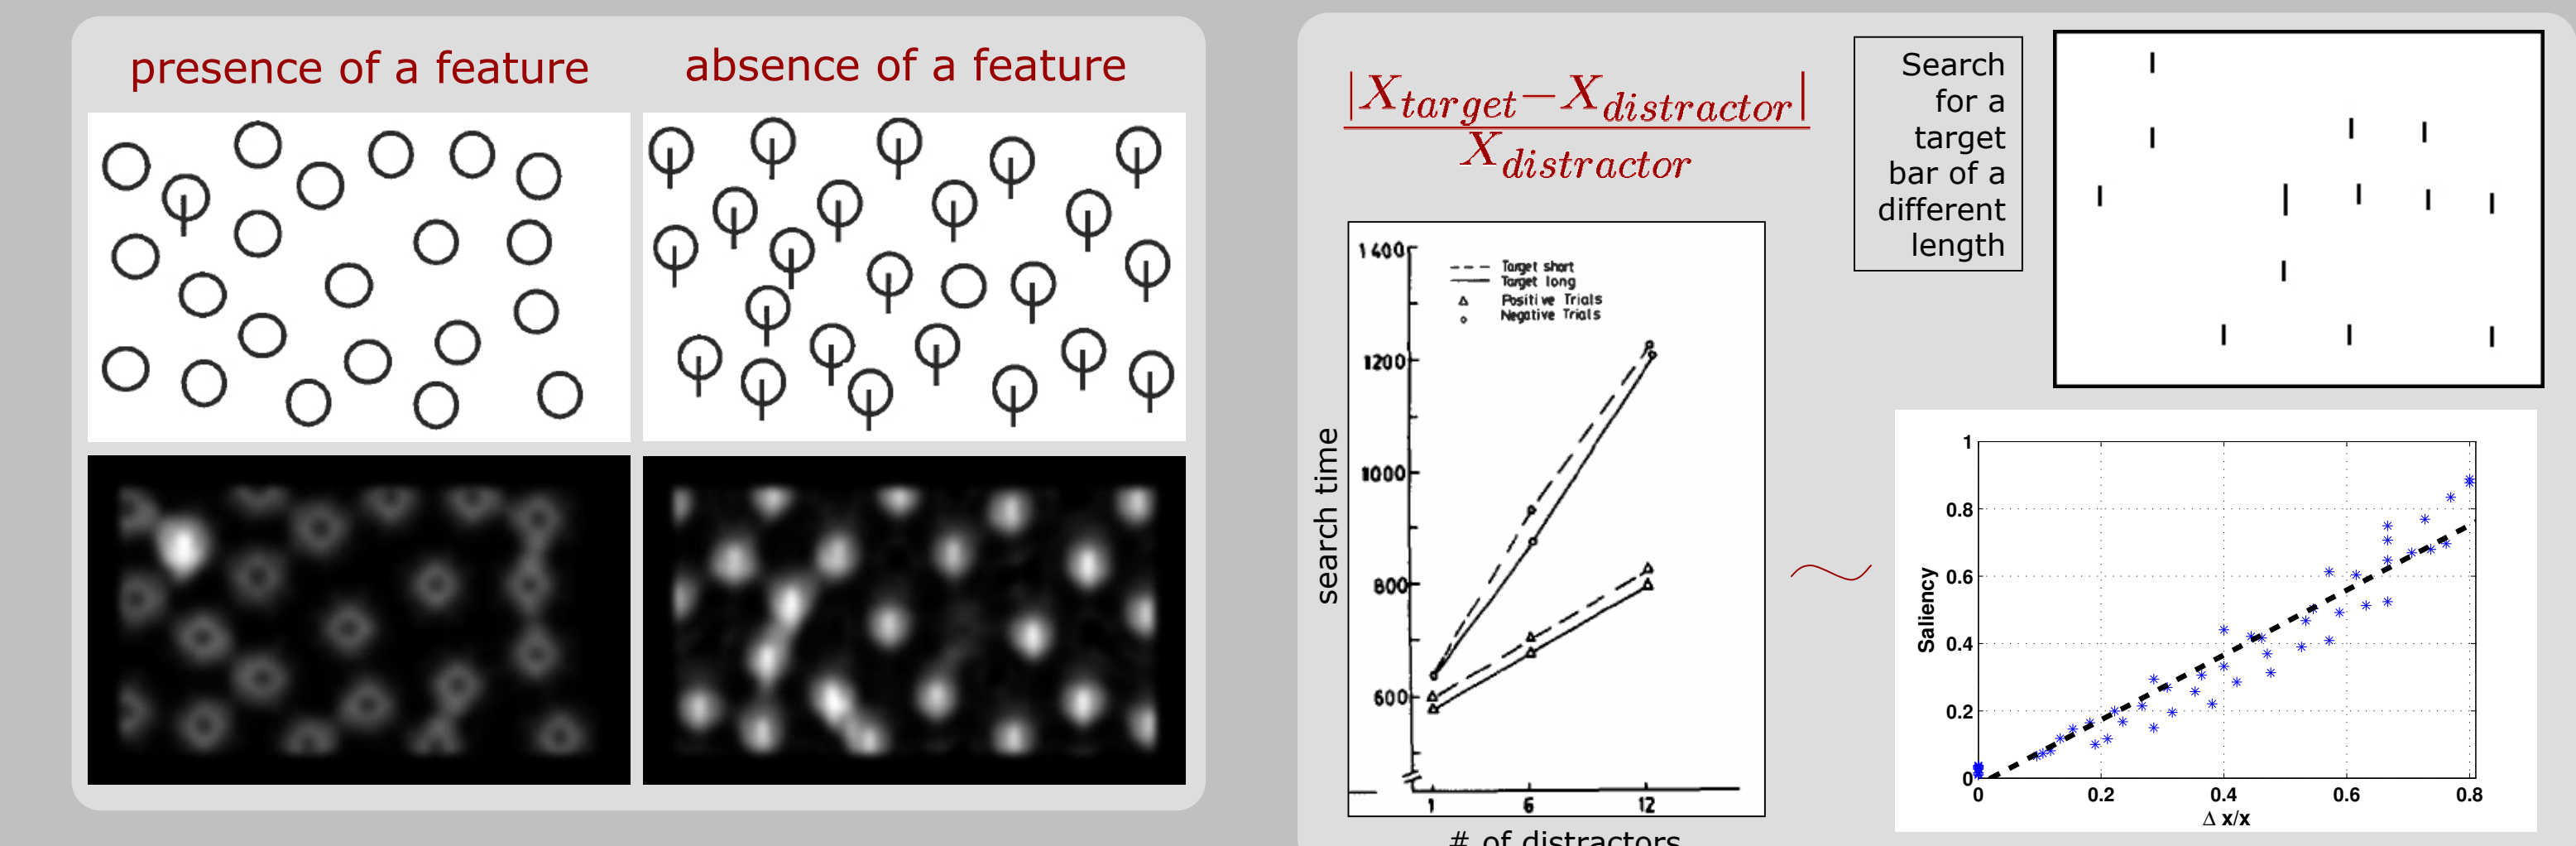 presence of a feature
absence of a feature
|X_target − X_distractor|
X_distractor
Search
for a
target
bar of a
different
length
search time
1400
1200
1000
800
600
Target short
Target long
Positive Trials
Negative Trials
1 6 12
# of distractors
Saliency
1
0.8
0.6
0.4
0.2
0
0 0.2 0.4 0.6 0.8
Δ x/x